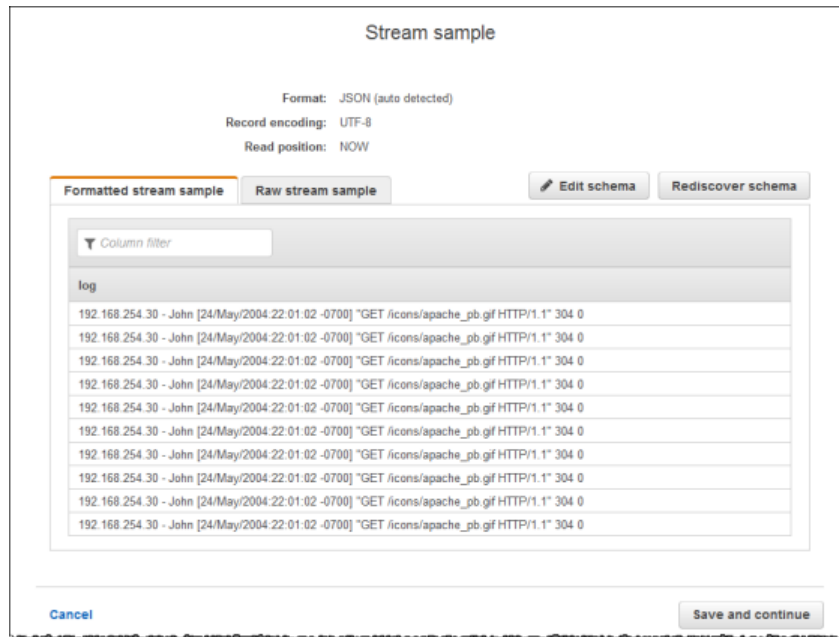 Stream sample
Format: JSON (auto detected)
Record encoding: UTF-8
Read position: NOW
Formatted stream sample Raw stream sample Edit schema Rediscover schema
Column filter
log
192.168.254.30 - John [24/May/2004:22:01:02 -0700] "GET /icons/apache_pb.gif HTTP/1.1" 304 0
192.168.254.30 - John [24/May/2004:22:01:02 -0700] "GET /icons/apache_pb.gif HTTP/1.1" 304 0
192.168.254.30 - John [24/May/2004:22:01:02 -0700] "GET /icons/apache_pb.gif HTTP/1.1" 304 0
192.168.254.30 - John [24/May/2004:22:01:02 -0700] "GET /icons/apache_pb.gif HTTP/1.1" 304 0
192.168.254.30 - John [24/May/2004:22:01:02 -0700] "GET /icons/apache_pb.gif HTTP/1.1" 304 0
192.168.254.30 - John [24/May/2004:22:01:02 -0700] "GET /icons/apache_pb.gif HTTP/1.1" 304 0
192.168.254.30 - John [24/May/2004:22:01:02 -0700] "GET /icons/apache_pb.gif HTTP/1.1" 304 0
192.168.254.30 - John [24/May/2004:22:01:02 -0700] "GET /icons/apache_pb.gif HTTP/1.1" 304 0
192.168.254.30 - John [24/May/2004:22:01:02 -0700] "GET /icons/apache_pb.gif HTTP/1.1" 304 0
192.168.254.30 - John [24/May/2004:22:01:02 -0700] "GET /icons/apache_pb.gif HTTP/1.1" 304 0
Cancel Save and continue